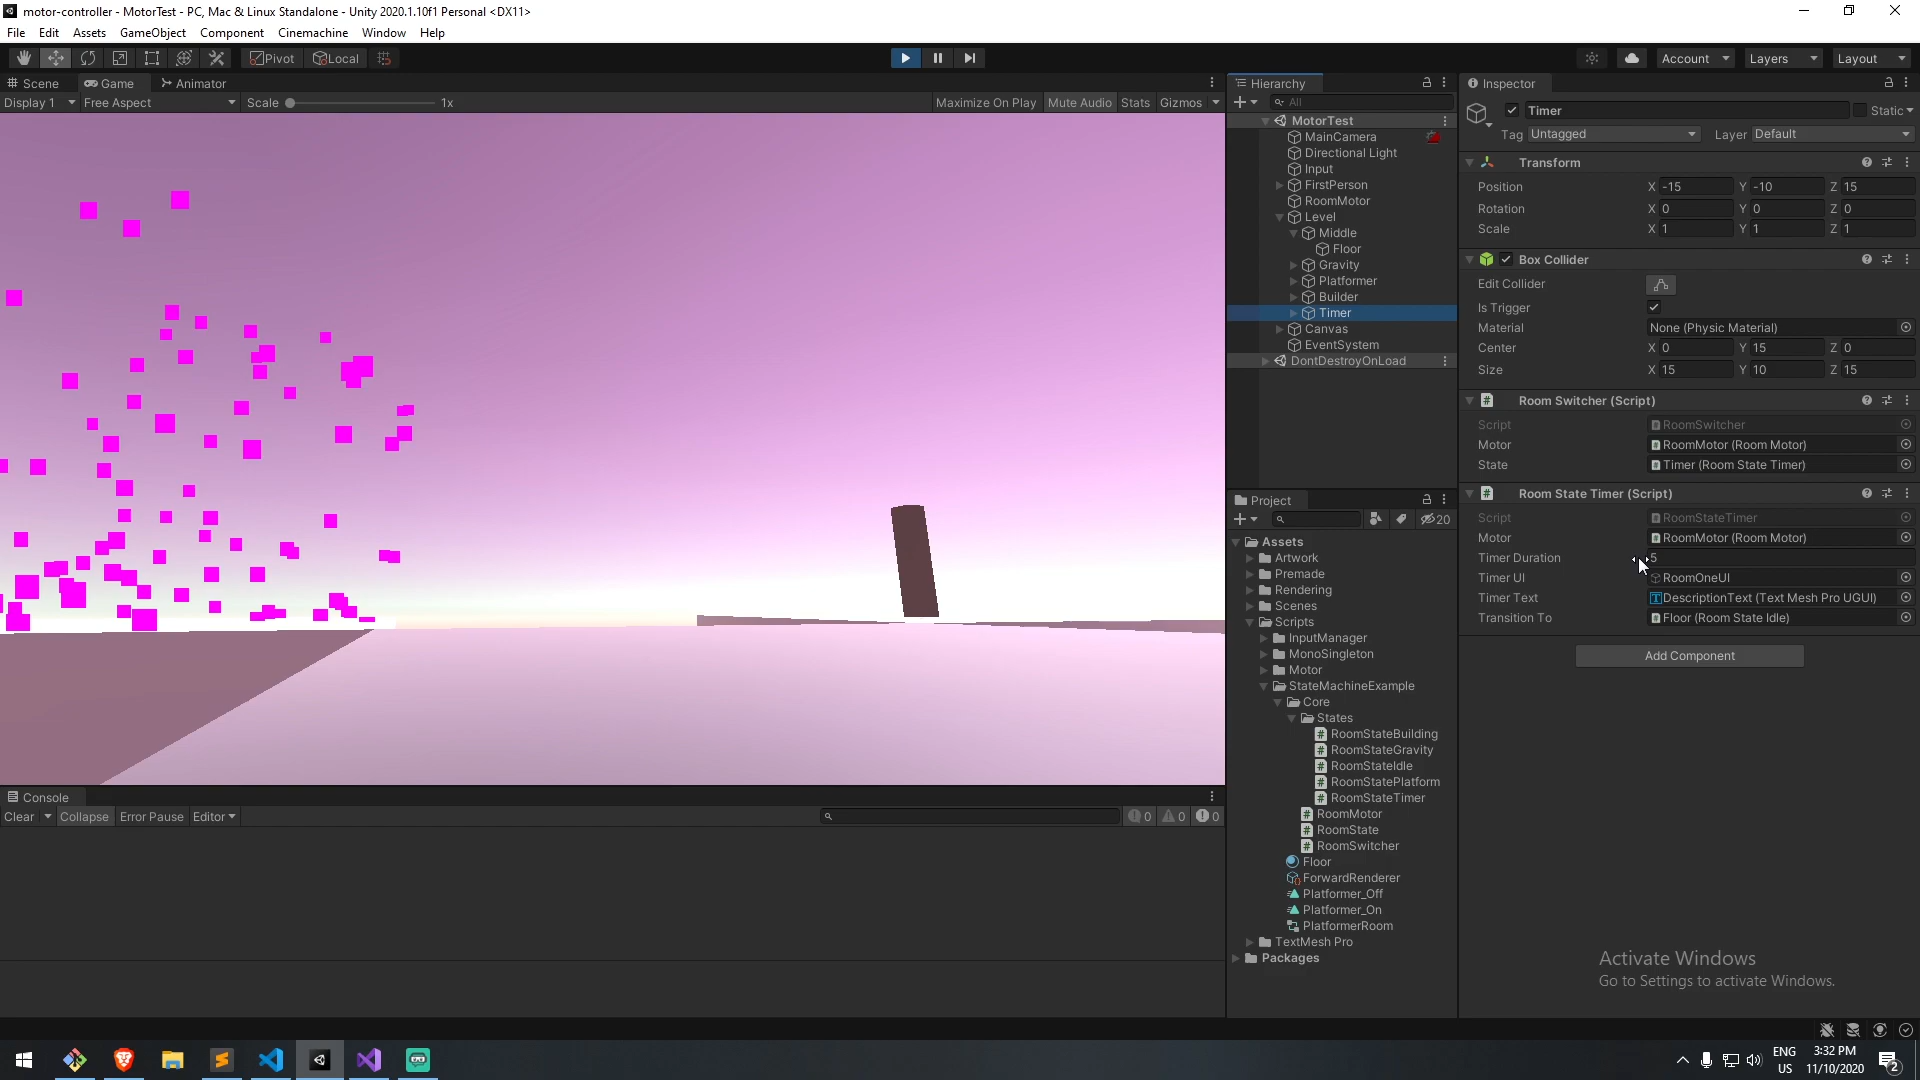 motor-controller - MotorTest - PC, Mac & Linux Standalone - Unity 2020.1.10f1 Personal <DX11>
File Edit Assets GameObject Component Cinemachine Window Help
Pivot Local Account Layers Layout
Scene Game Animator
Display 1 Free Aspect Scale 1x Maximize On Play Mute Audio Stats Gizmos
Hierarchy
All
MotorTest
MainCamera
Directional Light
Input
FirstPerson
RoomMotor
Level
Middle
Floor
Gravity
Platformer
Builder
Timer
Canvas
EventSystem
DontDestroyOnLoad
Project
20
Assets
Artwork
Premade
Rendering
Scenes
Scripts
InputManager
MonoSingleton
Motor
StateMachineExample
Core
States
RoomStateBuilding
RoomStateGravity
RoomStateIdle
RoomStatePlatform
RoomStateTimer
RoomMotor
RoomState
RoomSwitcher
Floor
ForwardRenderer
Platformer_Off
Platformer_On
PlatformerRoom
TextMesh Pro
Packages
Inspector
Timer Static
Tag Untagged Layer Default
Transform
Position X -15 Y -10 Z 15
Rotation X 0 Y 0 Z 0
Scale X 1 Y 1 Z 1
Box Collider
Edit Collider
Is Trigger
Material None (Physic Material)
Center X 0 Y 15 Z 0
Size X 15 Y 10 Z 15
Room Switcher (Script)
Script RoomSwitcher
Motor RoomMotor (Room Motor)
State Timer (Room State Timer)
Room State Timer (Script)
Script RoomStateTimer
Motor RoomMotor (Room Motor)
Timer Duration 5
Timer UI RoomOneUI
Timer Text DescriptionText (Text Mesh Pro UGUI)
Transition To Floor (Room State Idle)
Add Component
Console
Clear Collapse Error Pause Editor 0 0 0
Activate Windows
Go to Settings to activate Windows.
ENG
US
3:32 PM
11/10/2020
2